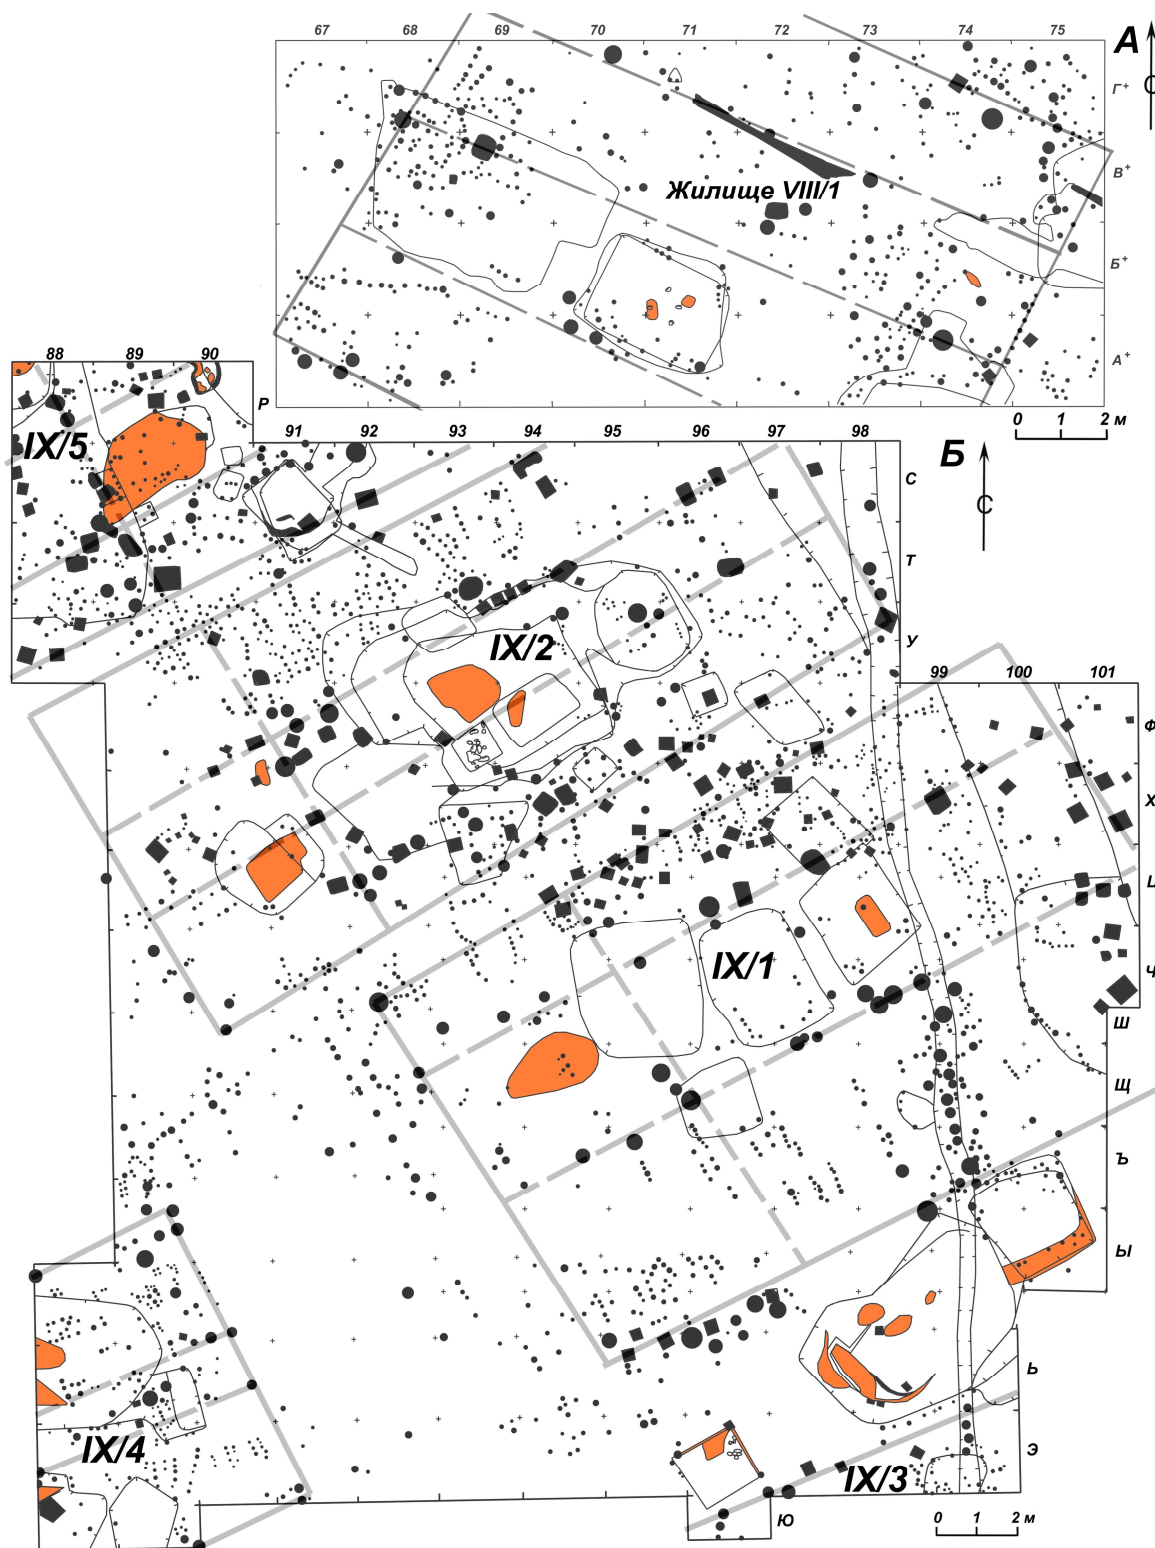 67 68 69 70 71 72 73 74 75
А
С
Г⁺
В⁺
Жилище VIII/1
Б⁺
А⁺
0 1 2 м
88 89 90
Р
IX/5
91 92 93 94 95 96 97 98
Б
С
С
Т
У
IX/2
99 100 101
Ф
Х
Ц
IX/1
Ч
Ш
Щ
Ъ
Ы
Ь
IX/4
Э
IX/3
0 1 2 м
Ю